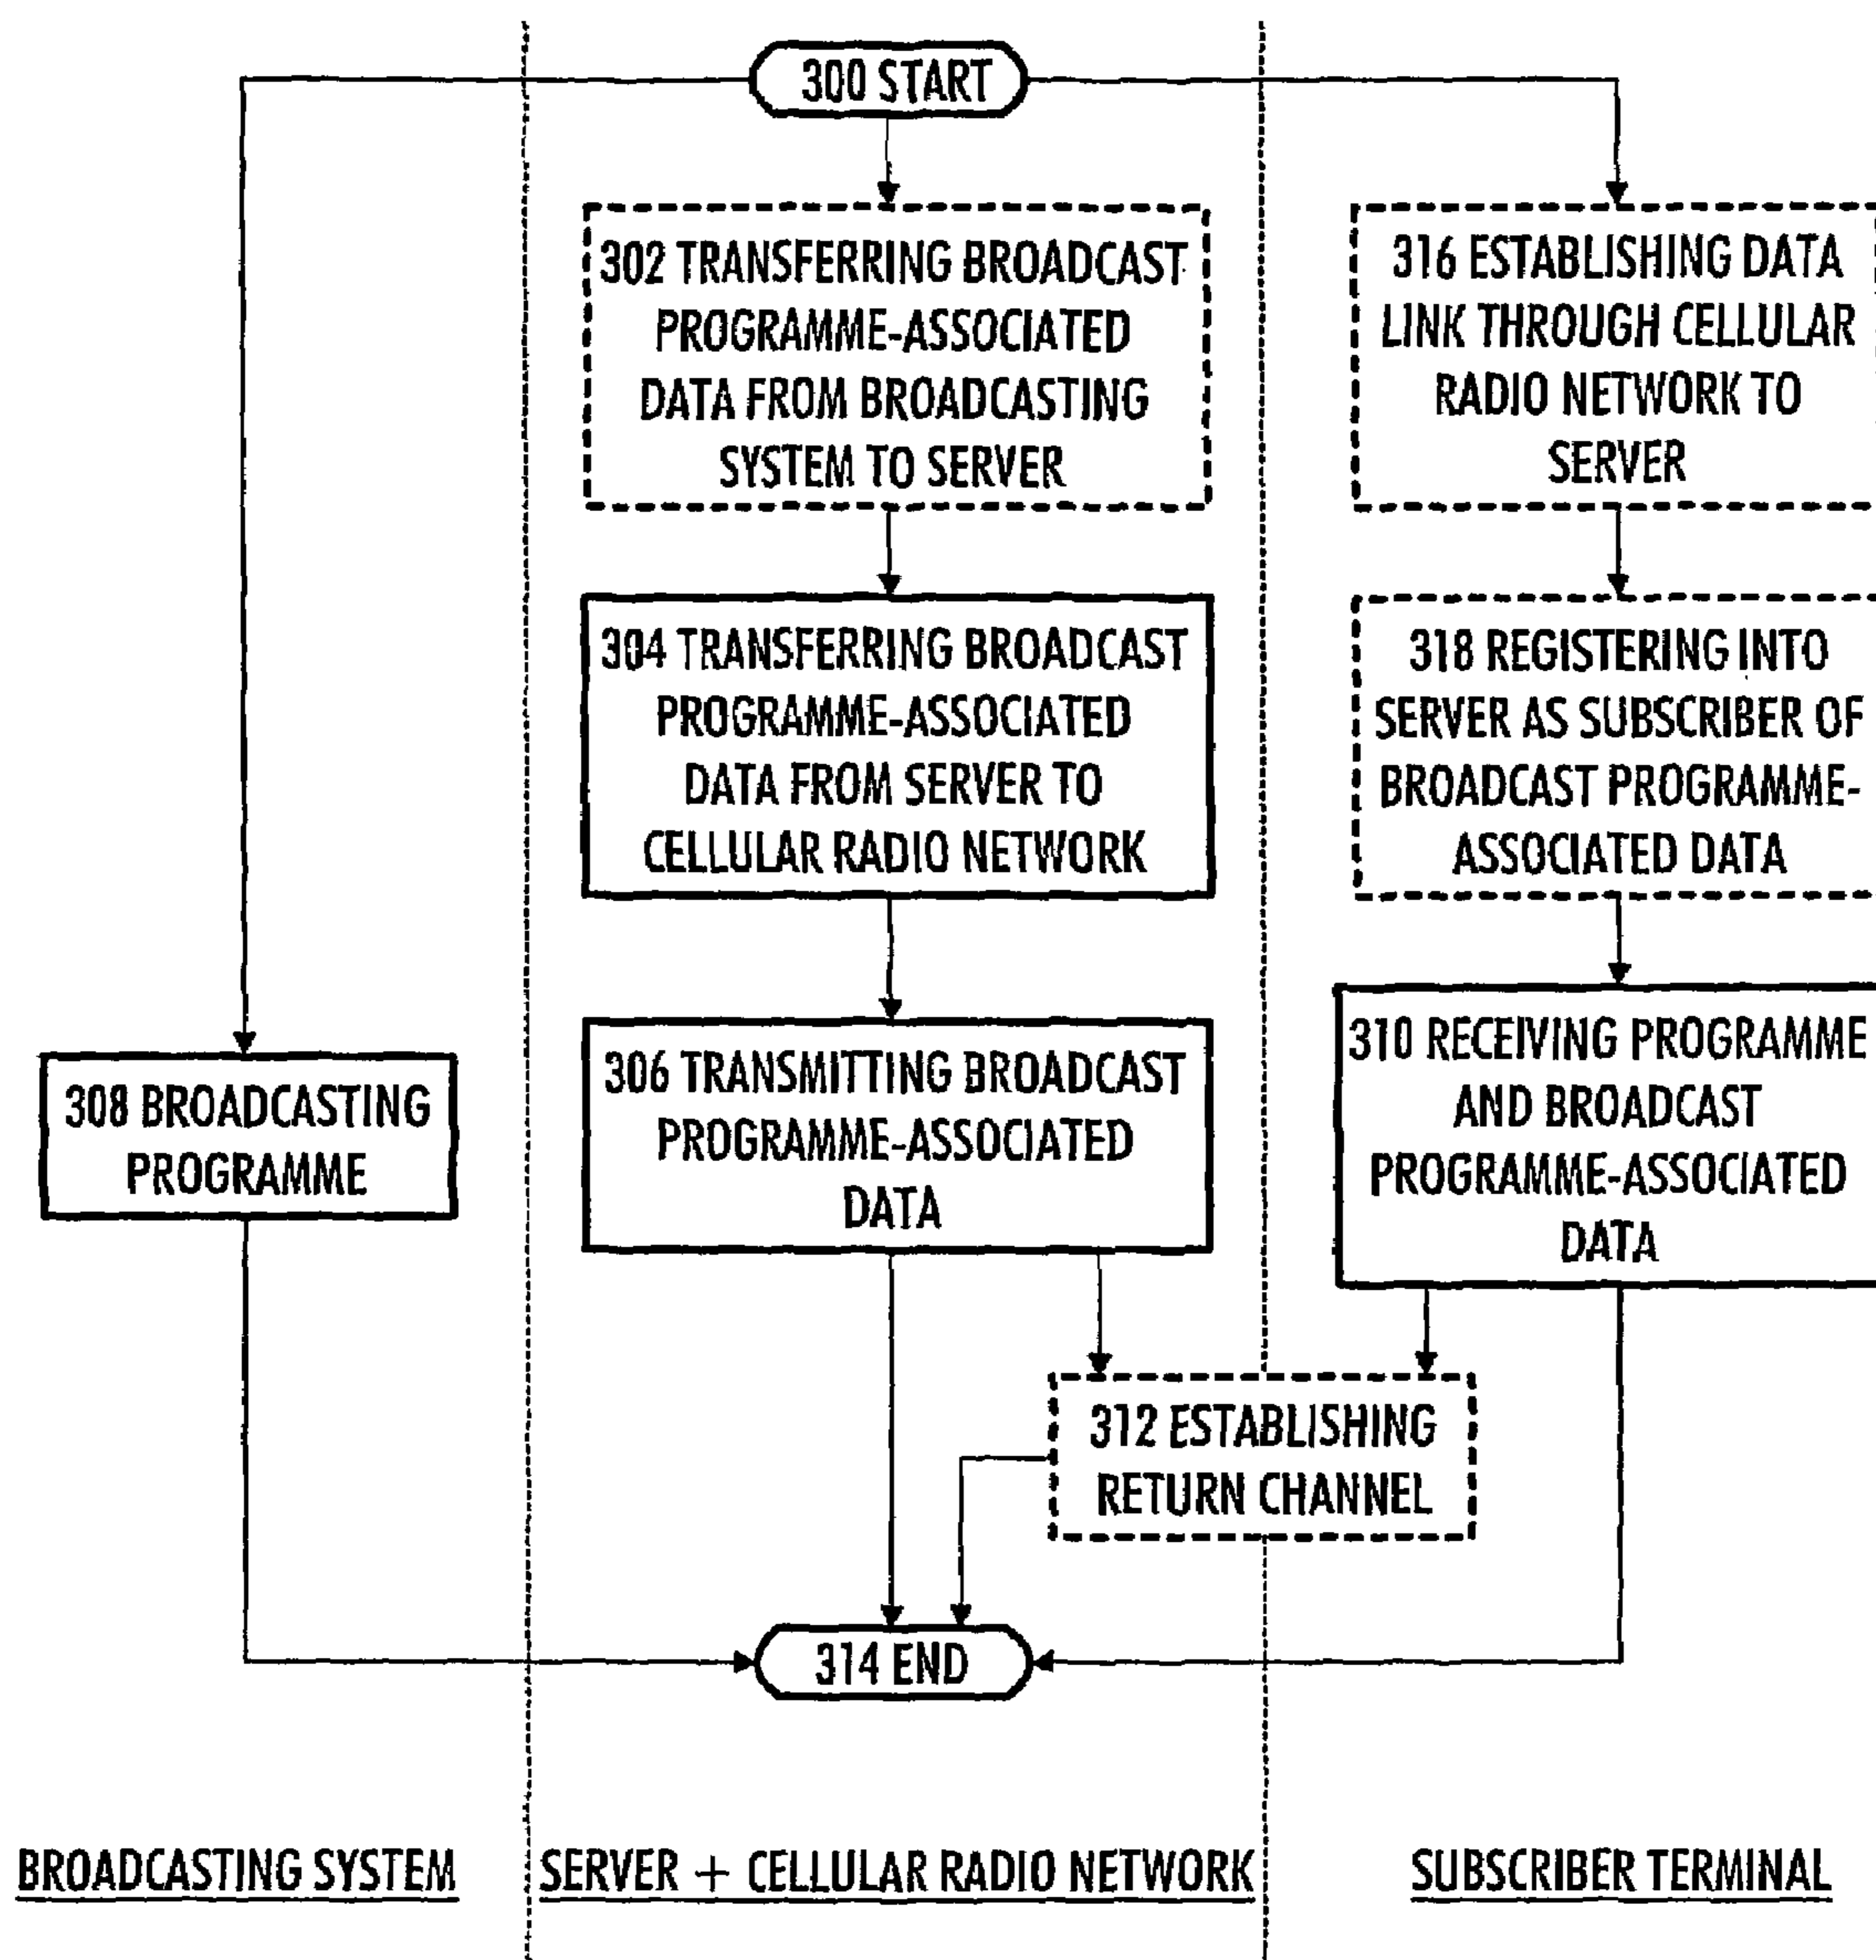 300 START
302 TRANSFERRING BROADCAST
PROGRAMME-ASSOCIATED
DATA FROM BROADCASTING
SYSTEM TO SERVER
316 ESTABLISHING DATA
LINK THROUGH CELLULAR
RADIO NETWORK TO
SERVER
304 TRANSFERRING BROADCAST
PROGRAMME-ASSOCIATED
DATA FROM SERVER TO
CELLULAR RADIO NETWORK
318 REGISTERING INTO
SERVER AS SUBSCRIBER OF
BROADCAST PROGRAMME-
ASSOCIATED DATA
308 BROADCASTING
PROGRAMME
306 TRANSMITTING BROADCAST
PROGRAMME-ASSOCIATED
DATA
310 RECEIVING PROGRAMME
AND BROADCAST
PROGRAMME-ASSOCIATED
DATA
312 ESTABLISHING
RETURN CHANNEL
314 END
BROADCASTING SYSTEM
SERVER + CELLULAR RADIO NETWORK
SUBSCRIBER TERMINAL